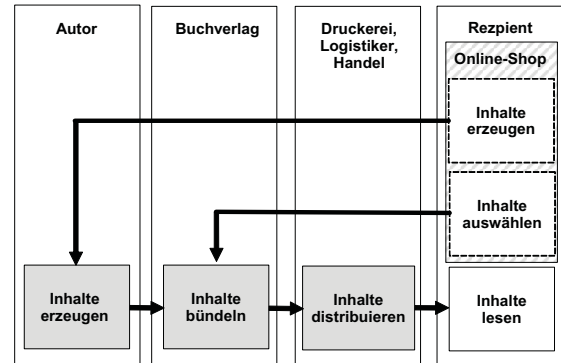 Autor
Buchverlag
Druckerei,
Logistiker,
Handel
Rezpient
Online-Shop
Inhalte
erzeugen
Inhalte
auswählen
Inhalte
erzeugen
Inhalte
bündeln
Inhalte
distribuieren
Inhalte
lesen